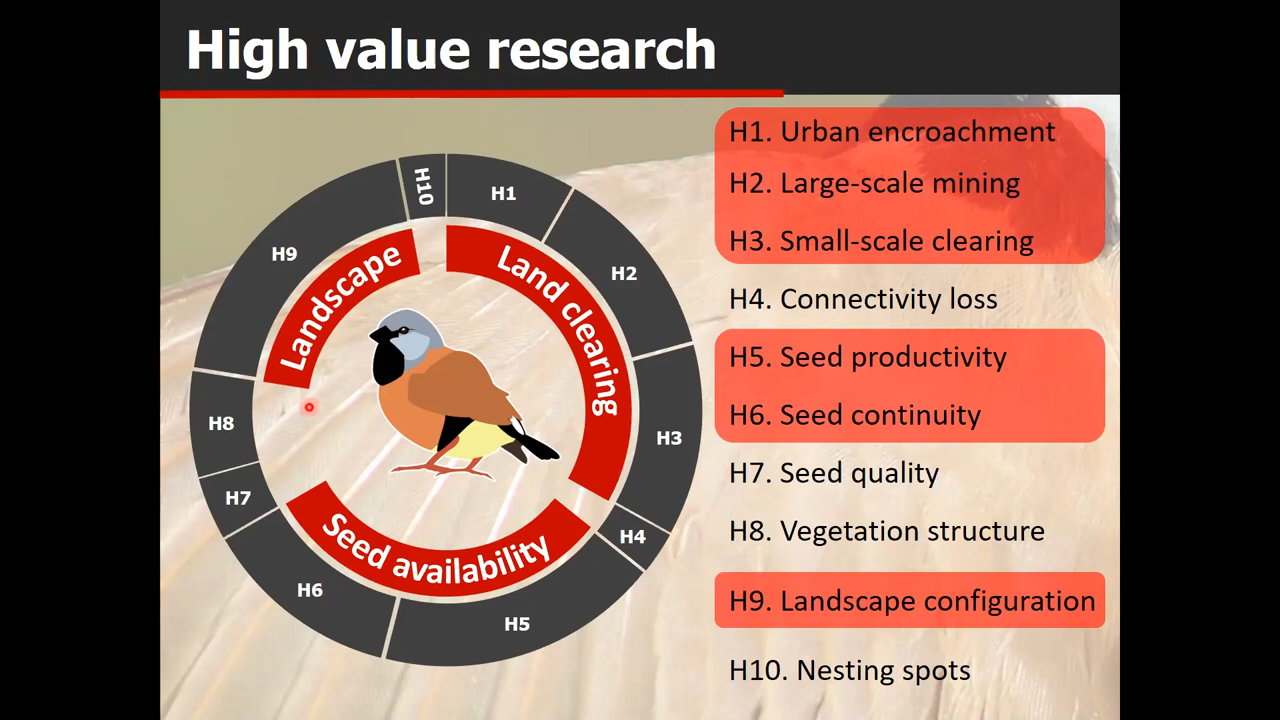 High value research
H10
H1
H9
H2
Landscape
Land clearing
H8
H3
H7
H4
Seed availability
H6
H5
H1. Urban encroachment
H2. Large-scale mining
H3. Small-scale clearing
H4. Connectivity loss
H5. Seed productivity
H6. Seed continuity
H7. Seed quality
H8. Vegetation structure
H9. Landscape configuration
H10. Nesting spots